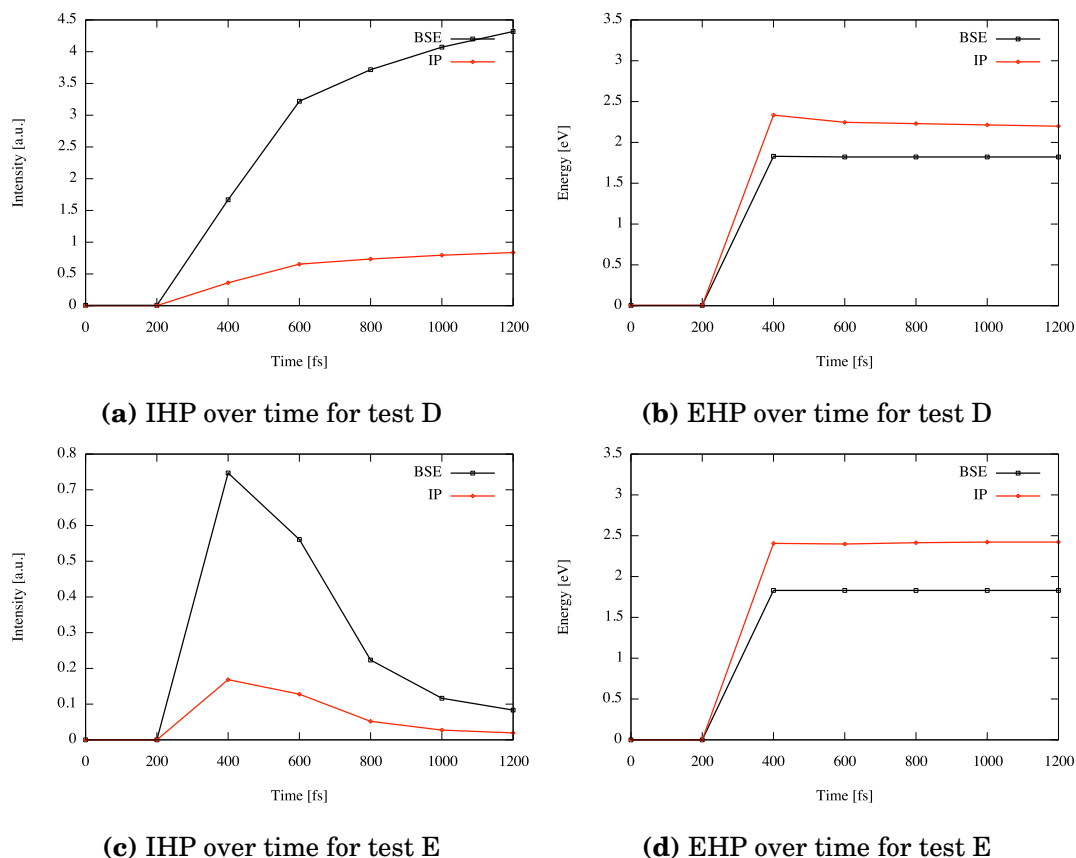 4.5
4
3.5
3
2.5
2
1.5
1
0.5
0
Intensity [a.u.]
BSE
IP
0 200 400 600 800 1000 1200
Time [fs]
(a) IHP over time for test D
3.5
3
2.5
2
1.5
1
0.5
0
Energy [eV]
BSE
IP
0 200 400 600 800 1000 1200
Time [fs]
(b) EHP over time for test D
0.8
0.7
0.6
0.5
0.4
0.3
0.2
0.1
0
Intensity [a.u.]
BSE
IP
0 200 400 600 800 1000 1200
Time [fs]
(c) IHP over time for test E
3.5
3
2.5
2
1.5
1
0.5
0
Energy [eV]
BSE
IP
0 200 400 600 800 1000 1200
Time [fs]
(d) EHP over time for test E